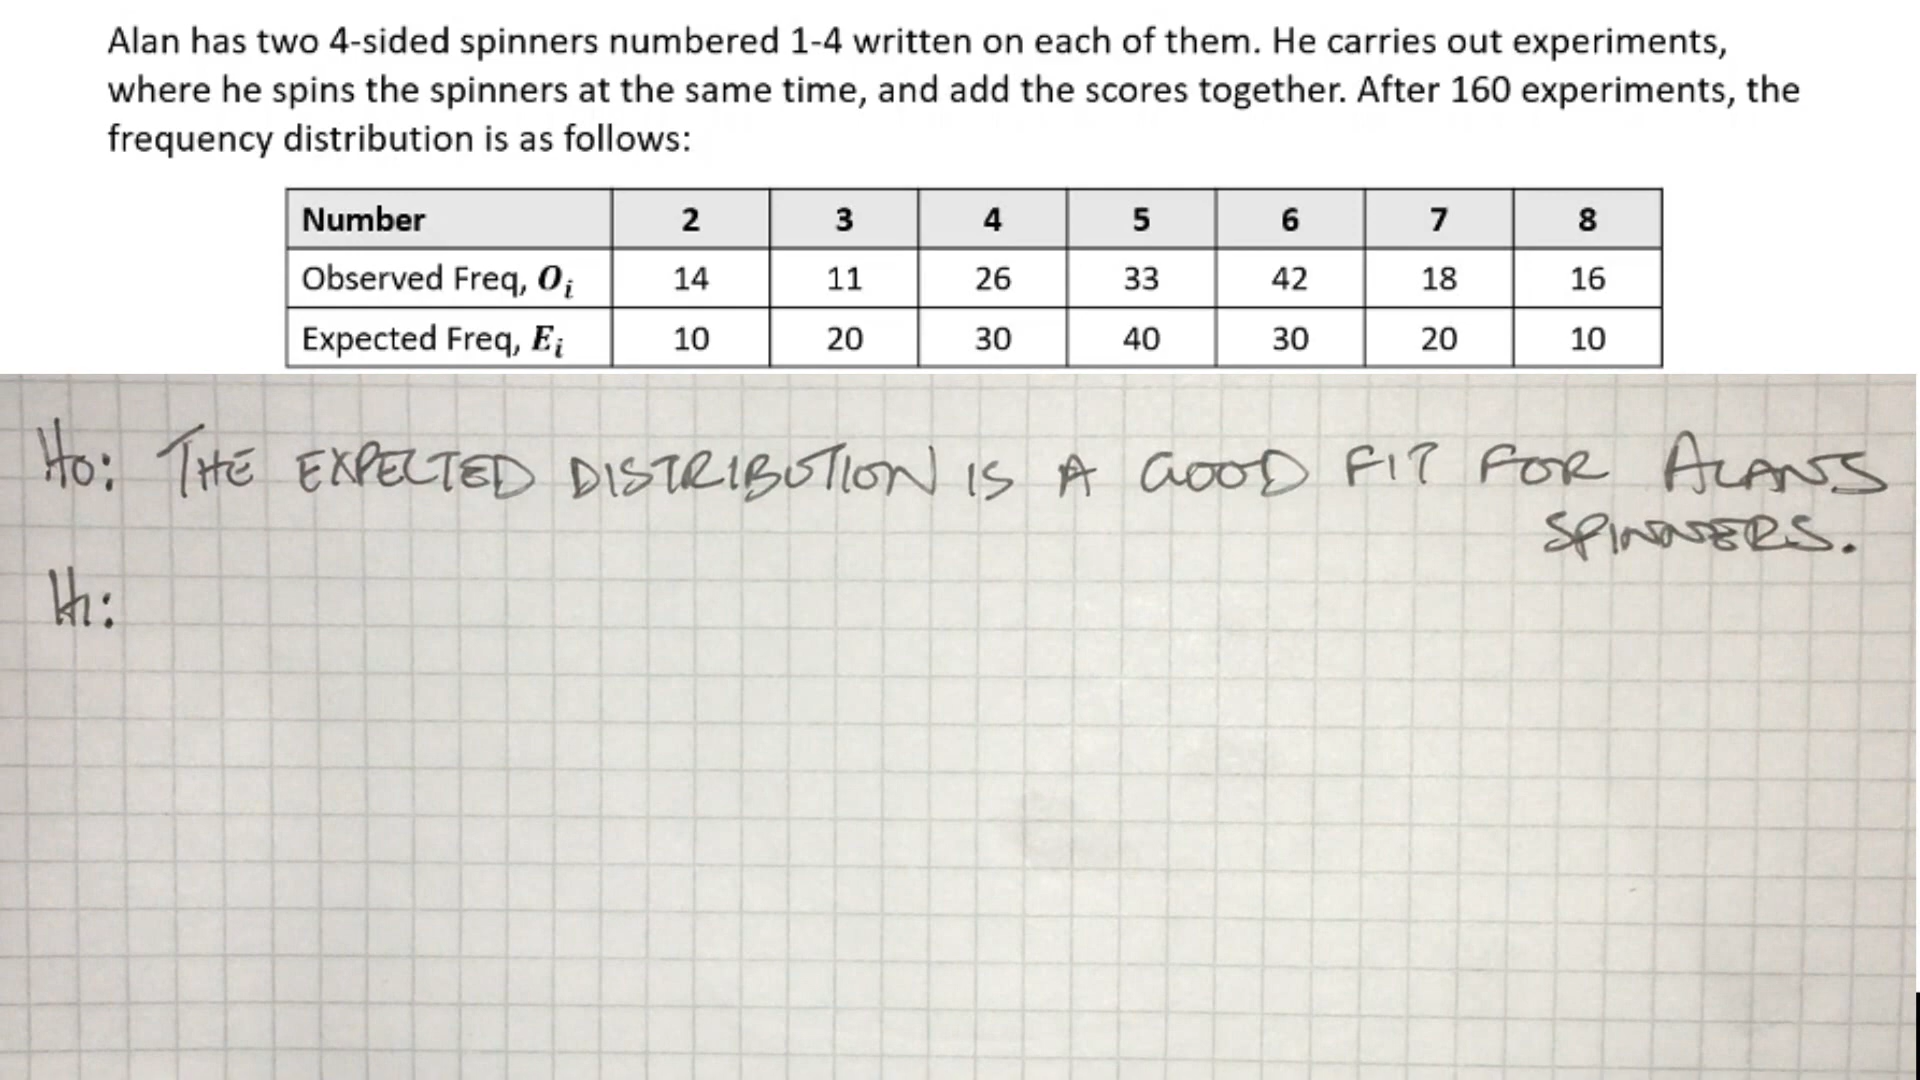 Alan has two 4-sided spinners numbered 1-4 written on each of them. He carries out experiments,
where he spins the spinners at the same time, and add the scores together. After 160 experiments, the
frequency distribution is as follows:
Number 2 3 4 5 6 7 8
Observed Freq, Oᵢ 14 11 26 33 42 18 16
Expected Freq, Eᵢ 10 20 30 40 30 20 10
H₀: THE EXPECTED DISTRIBUTION IS A GOOD FIT FOR ALANS
SPINNERS.
H₁: